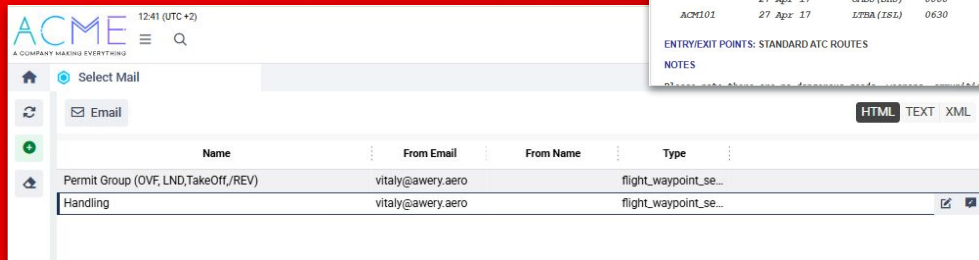 12:41 (UTC +2)
ACME
A COMPANY MAKING EVERYTHING
27 Apr 17
ACM101 27 Apr 17 LTBA(ISL) 0630
ENTRY/EXIT POINTS: STANDARD ATC ROUTES
NOTES
Select Mail
Email
HTML TEXT XML
Name From Email From Name Type
Permit Group (OVF, LND,TakeOff,/REV) vitaly@awery.aero flight_waypoint_se...
Handling vitaly@awery.aero flight_waypoint_se...